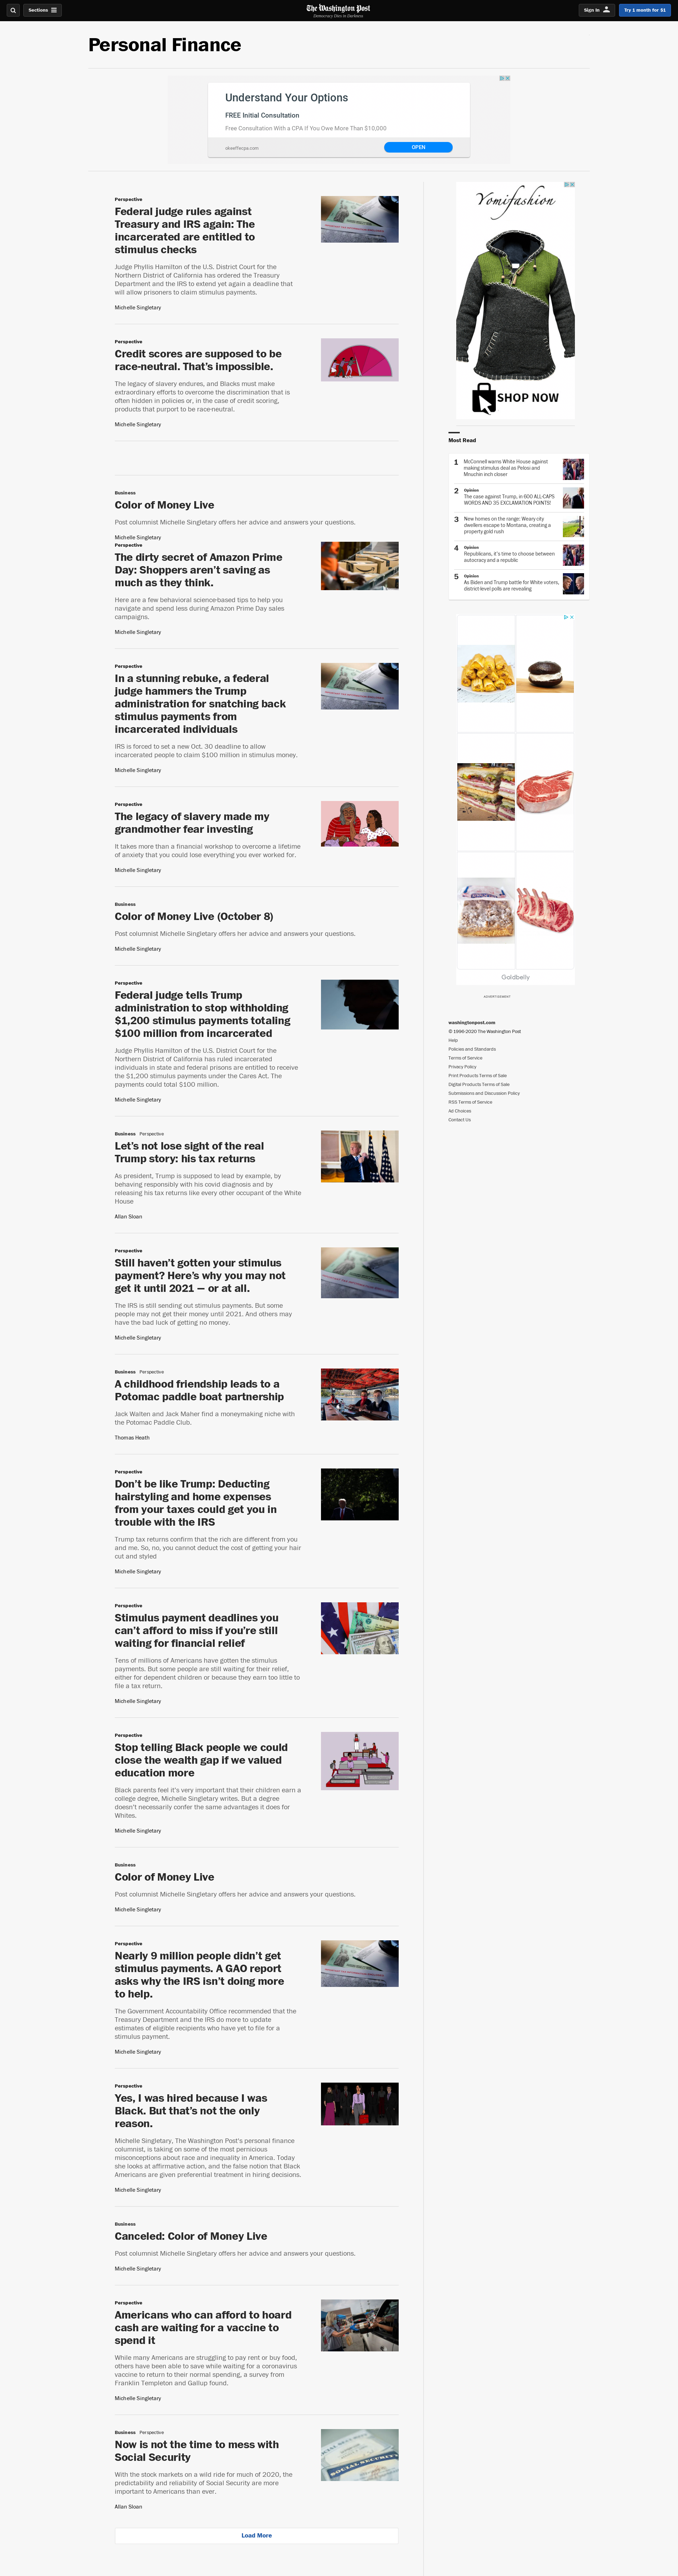 Sections
The Washington Post
Democracy Dies in Darkness
Sign In
Try 1 month for $1
Personal Finance
Understand Your Options
FREE Initial Consultation
Free Consultation With a CPA If You Owe More Than $10,000
okeeffecpa.com
OPEN
Perspective
Federal judge rules against
Treasury and IRS again: The
incarcerated are entitled to
stimulus checks
Judge Phyllis Hamilton of the U.S. District Court for the
Northern District of California has ordered the Treasury
Department and the IRS to extend yet again a deadline that
will allow prisoners to claim stimulus payments.
Michelle Singletary
Perspective
Credit scores are supposed to be
race-neutral. That’s impossible.
The legacy of slavery endures, and Blacks must make
extraordinary efforts to overcome the discrimination that is
often hidden in policies or, in the case of credit scoring,
products that purport to be race-neutral.
Michelle Singletary
Business
Color of Money Live
Post columnist Michelle Singletary offers her advice and answers your questions.
Michelle Singletary
Perspective
The dirty secret of Amazon Prime
Day: Shoppers aren’t saving as
much as they think.
Here are a few behavioral science-based tips to help you
navigate and spend less during Amazon Prime Day sales
campaigns.
Michelle Singletary
Perspective
In a stunning rebuke, a federal
judge hammers the Trump
administration for snatching back
stimulus payments from
incarcerated individuals
IRS is forced to set a new Oct. 30 deadline to allow
incarcerated people to claim $100 million in stimulus money.
Michelle Singletary
Perspective
The legacy of slavery made my
grandmother fear investing
It takes more than a financial workshop to overcome a lifetime
of anxiety that you could lose everything you ever worked for.
Michelle Singletary
Business
Color of Money Live (October 8)
Post columnist Michelle Singletary offers her advice and answers your questions.
Michelle Singletary
Perspective
Federal judge tells Trump
administration to stop withholding
$1,200 stimulus payments totaling
$100 million from incarcerated
Judge Phyllis Hamilton of the U.S. District Court for the
Northern District of California has ruled incarcerated
individuals in state and federal prisons are entitled to receive
the $1,200 stimulus payments under the Cares Act. The
payments could total $100 million.
Michelle Singletary
Business Perspective
Let’s not lose sight of the real
Trump story: his tax returns
As president, Trump is supposed to lead by example, by
behaving responsibly with his covid diagnosis and by
releasing his tax returns like every other occupant of the White
House
Allan Sloan
Perspective
Still haven’t gotten your stimulus
payment? Here’s why you may not
get it until 2021 — or at all.
The IRS is still sending out stimulus payments. But some
people may not get their money until 2021. And others may
have the bad luck of getting no money.
Michelle Singletary
Business Perspective
A childhood friendship leads to a
Potomac paddle boat partnership
Jack Walten and Jack Maher find a moneymaking niche with
the Potomac Paddle Club.
Thomas Heath
Perspective
Don’t be like Trump: Deducting
hairstyling and home expenses
from your taxes could get you in
trouble with the IRS
Trump tax returns confirm that the rich are different from you
and me. So, no, you cannot deduct the cost of getting your hair
cut and styled
Michelle Singletary
Perspective
Stimulus payment deadlines you
can’t afford to miss if you’re still
waiting for financial relief
Tens of millions of Americans have gotten the stimulus
payments. But some people are still waiting for their relief,
either for dependent children or because they earn too little to
file a tax return.
Michelle Singletary
Perspective
Stop telling Black people we could
close the wealth gap if we valued
education more
Black parents feel it’s very important that their children earn a
college degree, Michelle Singletary writes. But a degree
doesn’t necessarily confer the same advantages it does for
Whites.
Michelle Singletary
Business
Color of Money Live
Post columnist Michelle Singletary offers her advice and answers your questions.
Michelle Singletary
Perspective
Nearly 9 million people didn’t get
stimulus payments. A GAO report
asks why the IRS isn’t doing more
to help.
The Government Accountability Office recommended that the
Treasury Department and the IRS do more to update
estimates of eligible recipients who have yet to file for a
stimulus payment.
Michelle Singletary
Perspective
Yes, I was hired because I was
Black. But that’s not the only
reason.
Michelle Singletary, The Washington Post’s personal finance
columnist, is taking on some of the most pernicious
misconceptions about race and inequality in America. Today
she looks at affirmative action, and the false notion that Black
Americans are given preferential treatment in hiring decisions.
Michelle Singletary
Business
Canceled: Color of Money Live
Post columnist Michelle Singletary offers her advice and answers your questions.
Michelle Singletary
Perspective
Americans who can afford to hoard
cash are waiting for a vaccine to
spend it
While many Americans are struggling to pay rent or buy food,
others have been able to save while waiting for a coronavirus
vaccine to return to their normal spending, a survey from
Franklin Templeton and Gallup found.
Michelle Singletary
Business Perspective
Now is not the time to mess with
Social Security
With the stock markets on a wild ride for much of 2020, the
predictability and reliability of Social Security are more
important to Americans than ever.
Allan Sloan
SOCIAL SECURITY
Load More
Yomifashion
SHOP NOW
Most Read
1 McConnell warns White House against
making stimulus deal as Pelosi and
Mnuchin inch closer
2 Opinion
The case against Trump, in 600 ALL-CAPS
WORDS AND 35 EXCLAMATION POINTS!
3 New homes on the range: Weary city
dwellers escape to Montana, creating a
property gold rush
4 Opinion
Republicans, it’s time to choose between
autocracy and a republic
5 Opinion
As Biden and Trump battle for White voters,
district level polls are revealing
Goldbelly
ADVERTISEMENT
washingtonpost.com
© 1996-2020 The Washington Post
Help
Policies and Standards
Terms of Service
Privacy Policy
Print Products Terms of Sale
Digital Products Terms of Sale
Submissions and Discussion Policy
RSS Terms of Service
Ad Choices
Contact Us